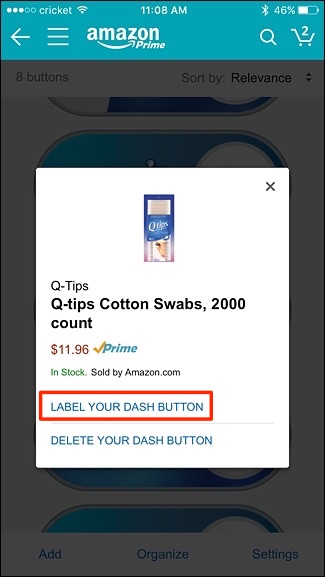 cricket 11:08 AM 46%
amazon 2
Prime
8 buttons Sort by: Relevance
Q-tips
Q-Tips
Q-tips Cotton Swabs, 2000
count
$11.96 Prime
In Stock. Sold by Amazon.com
LABEL YOUR DASH BUTTON
DELETE YOUR DASH BUTTON
Add Organize Settings